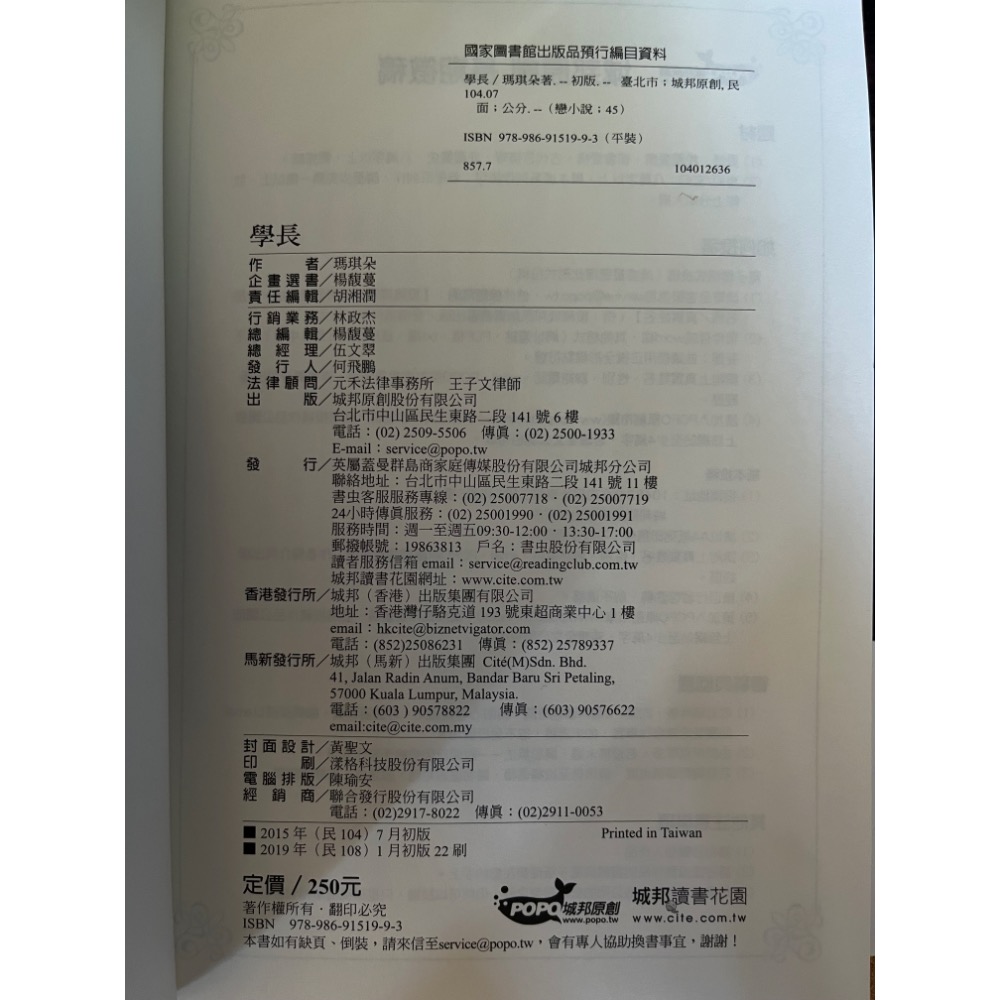 國家圖書館出版品預行編目資料
學長 / 瑪琪朵著. -- 初版. -- 臺北市 ; 城邦原創, 民
104.07
面 ; 公分. --（戀小說 ; 45）
ISBN 978-986-91519-9-3（平裝）
857.7 104012636
學長
作者／瑪琪朵
企畫選書／楊馥蔓
責任編輯／胡湘潤
行銷業務／林政杰
總編輯／楊馥蔓
總經理／伍文翠
發行人／何飛鵬
法律顧問／元禾法律事務所 王子文律師
出版／城邦原創股份有限公司
台北市中山區民生東路二段 141 號 6 樓
電話：(02) 2509-5506 傳真：(02) 2500-1933
E-mail：service@popo.tw
發行／英屬蓋曼群島商家庭傳媒股份有限公司城邦分公司
聯絡地址：台北市中山區民生東路二段 141 號 11 樓
書虫客服服務專線：(02) 25007718．(02) 25007719
24小時傳真服務：(02) 25001990．(02) 25001991
服務時間：週一至週五09:30-12:00．13:30-17:00
郵撥帳號：19863813 戶名：書虫股份有限公司
讀者服務信箱 email：service@readingclub.com.tw
城邦讀書花園網址：www.cite.com.tw
香港發行所／城邦（香港）出版集團有限公司
地址：香港灣仔駱克道 193 號東超商業中心 1 樓
email：hkcite@biznetvigator.com
電話：(852)25086231 傳真：(852) 25789337
馬新發行所／城邦（馬新）出版集團 Cité(M)Sdn. Bhd.
41, Jalan Radin Anum, Bandar Baru Sri Petaling,
57000 Kuala Lumpur, Malaysia.
電話：(603 ) 90578822 傳真：(603) 90576622
email:cite@cite.com.my
封面設計／黃聖文
印刷／漾格科技股份有限公司
電腦排版／陳瑜安
經銷商／聯合發行股份有限公司
電話：(02)2917-8022 傳真：(02)2911-0053
■ 2015 年（民 104）7 月初版 Printed in Taiwan
■ 2019 年（民 108）1 月初版 22 刷
定價 / 250元
著作權所有．翻印必究
ISBN 978-986-91519-9-3
POPO城邦原創
www.popo.tw
城邦讀書花園
www.cite.com.tw
本書如有缺頁、倒裝，請來信至service@popo.tw，會有專人協助換書事宜，謝謝！